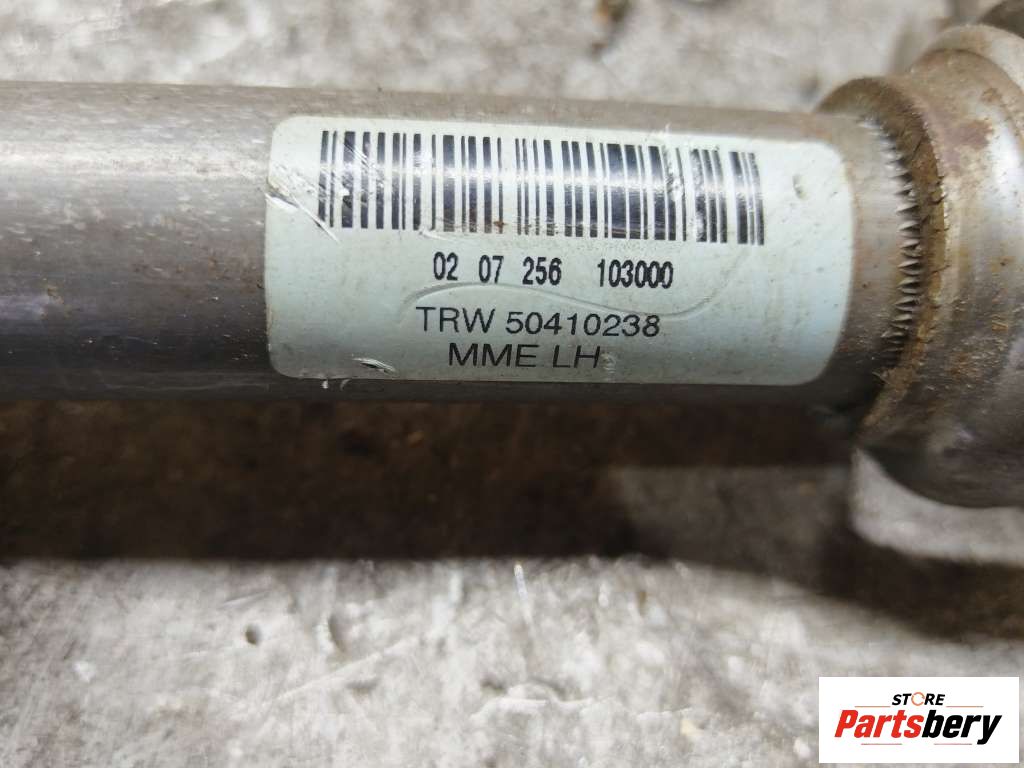 02 07 256 103000
TRW 50410238
MME LH
STORE
Partsbery